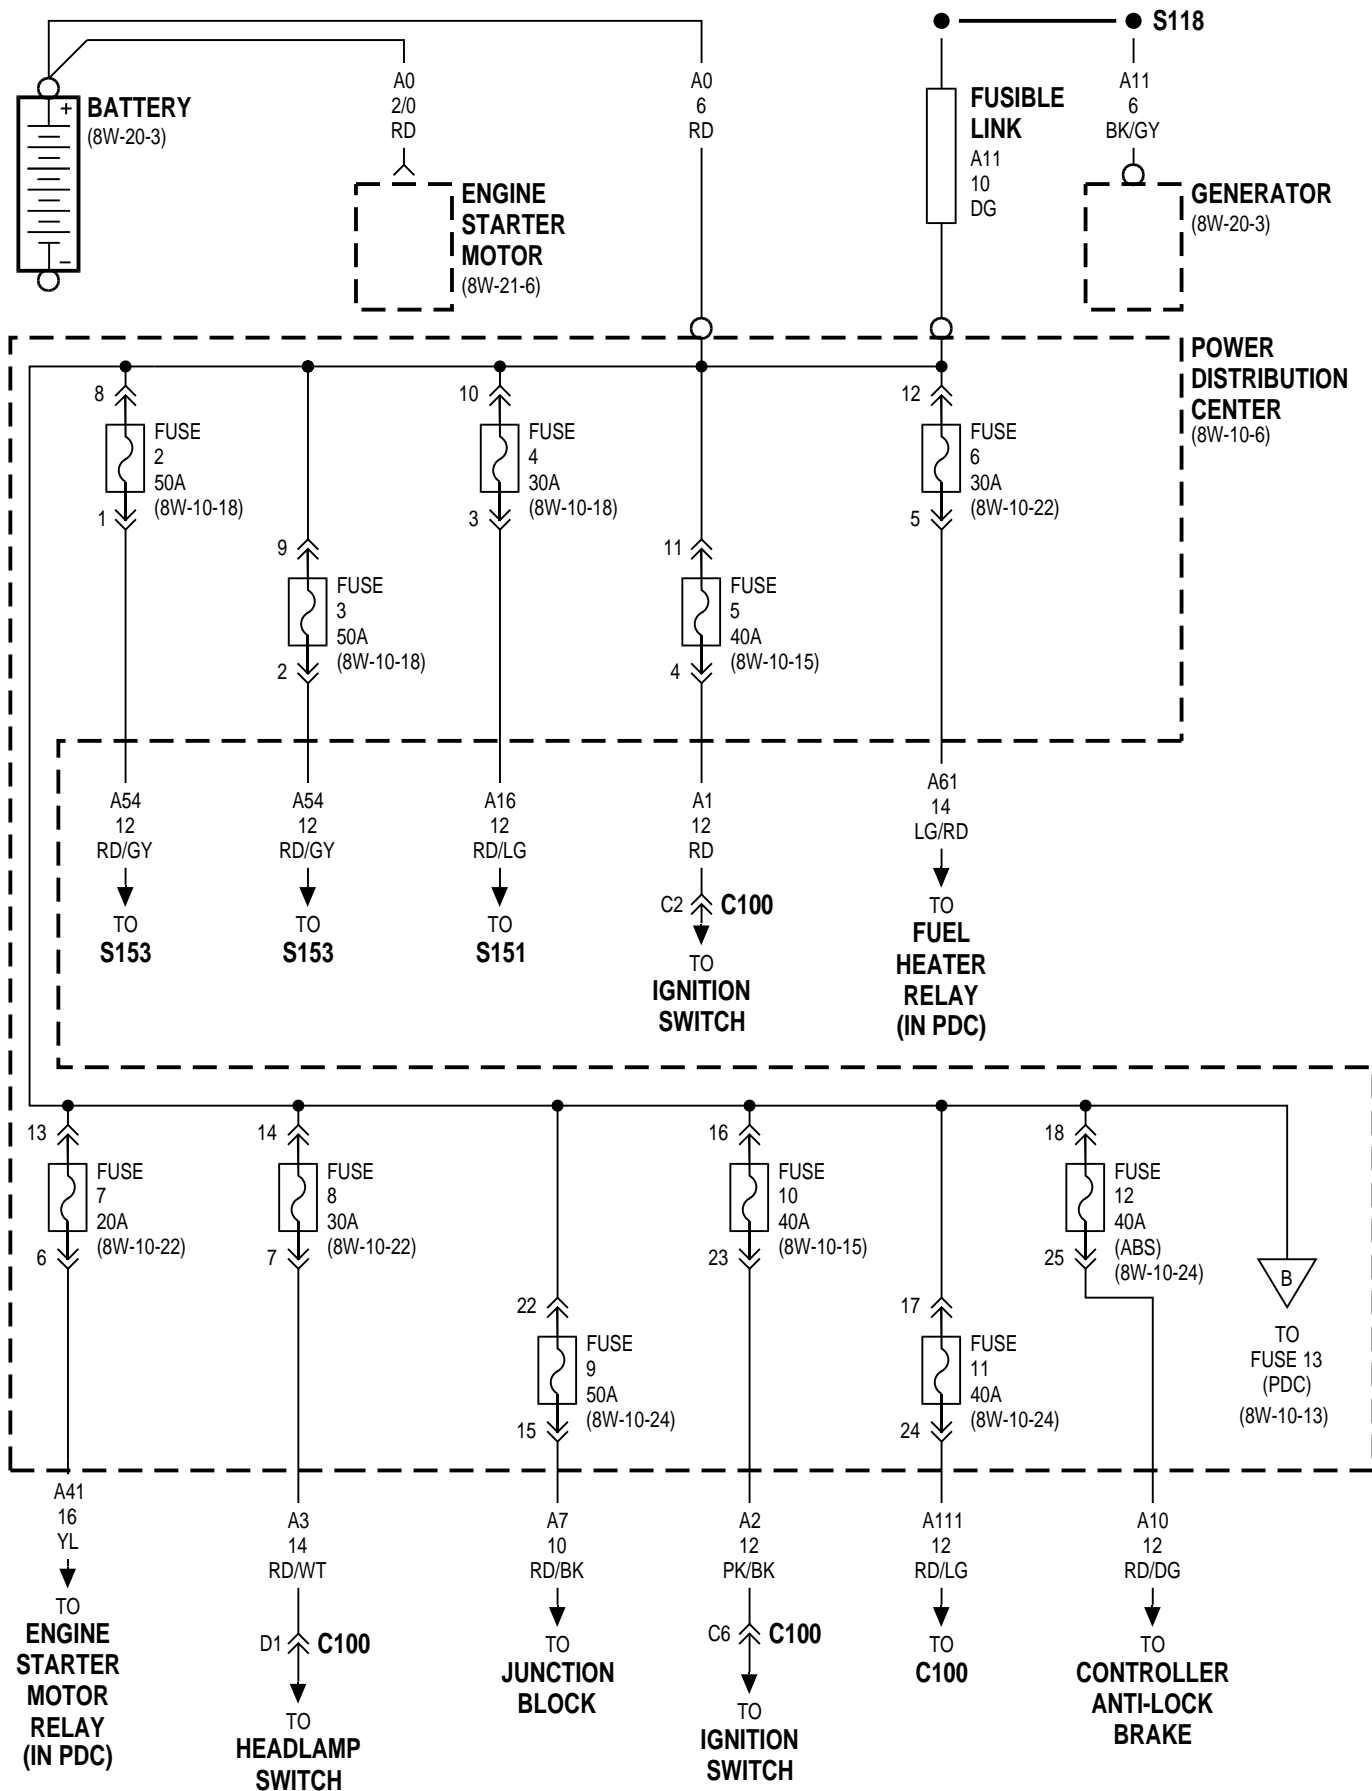 S118
A0
2/0
RD
A0
6
RD
A11
6
BK/GY
+
BATTERY
(8W-20-3)
–
FUSIBLE
LINK
A11
10
DG
ENGINE
STARTER
MOTOR
(8W-21-6)
GENERATOR
(8W-20-3)
POWER
DISTRIBUTION
CENTER
(8W-10-6)
8
FUSE
2
50A
(8W-10-18)
1
9
FUSE
3
50A
(8W-10-18)
2
10
FUSE
4
30A
(8W-10-18)
3
11
FUSE
5
40A
(8W-10-15)
4
12
FUSE
6
30A
(8W-10-22)
5
A54
12
RD/GY
TO
S153
A54
12
RD/GY
TO
S153
A16
12
RD/LG
TO
S151
A1
12
RD
C2
C100
TO
IGNITION
SWITCH
A61
14
LG/RD
TO
FUEL
HEATER
RELAY
(IN PDC)
13
FUSE
7
20A
(8W-10-22)
6
14
FUSE
8
30A
(8W-10-22)
7
22
FUSE
9
50A
(8W-10-24)
15
16
FUSE
10
40A
(8W-10-15)
23
17
FUSE
11
40A
(8W-10-24)
24
18
FUSE
12
40A
(ABS)
(8W-10-24)
25
B
TO
FUSE 13
(PDC)
(8W-10-13)
A41
16
YL
TO
ENGINE
STARTER
MOTOR
RELAY
(IN PDC)
A3
14
RD/WT
D1
C100
TO
HEADLAMP
SWITCH
A7
10
RD/BK
TO
JUNCTION
BLOCK
A2
12
PK/BK
C6
C100
TO
IGNITION
SWITCH
A111
12
RD/LG
TO
C100
A10
12
RD/DG
TO
CONTROLLER
ANTI-LOCK
BRAKE